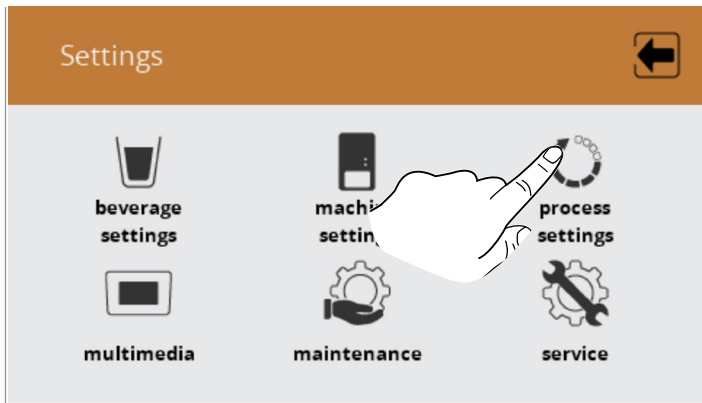 Settings
beverage
settings
process
settings
multimedia
maintenance
service